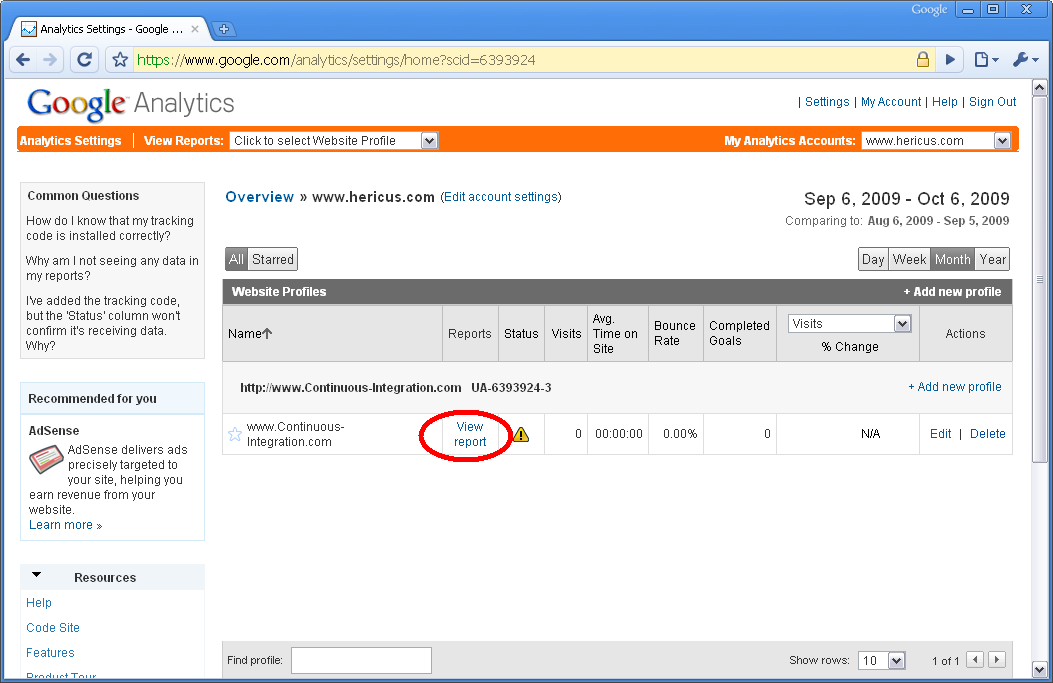 Google
Analytics Settings - Google ...
https://www.google.com/analytics/settings/home?scid=6393924
Google Analytics
| Settings | My Account | Help | Sign Out
Analytics Settings | View Reports: Click to select Website Profile
My Analytics Accounts: www.hericus.com
Common Questions
How do I know that my tracking
code is installed correctly?
Why am I not seeing any data in
my reports?
I've added the tracking code,
but the 'Status' column won't
confirm it's receiving data.
Why?
Recommended for you
AdSense
AdSense delivers ads
precisely targeted to
your site, helping you
earn revenue from your
website.
Learn more »
Resources
Help
Code Site
Features
Product Tour
Overview » www.hericus.com (Edit account settings)
Sep 6, 2009 - Oct 6, 2009
Comparing to: Aug 6, 2009 - Sep 5, 2009
All Starred
Day Week Month Year
Website Profiles
+ Add new profile
Name↑ Reports Status Visits
Avg.
Time on
Site
Bounce
Rate
Completed
Goals
Visits
% Change
Actions
http://www.Continuous-Integration.com UA-6393924-3
+ Add new profile
www.Continuous-
Integration.com
View
report
0 00:00:00 0.00% 0 N/A Edit | Delete
Find profile:
Show rows: 10 1 of 1